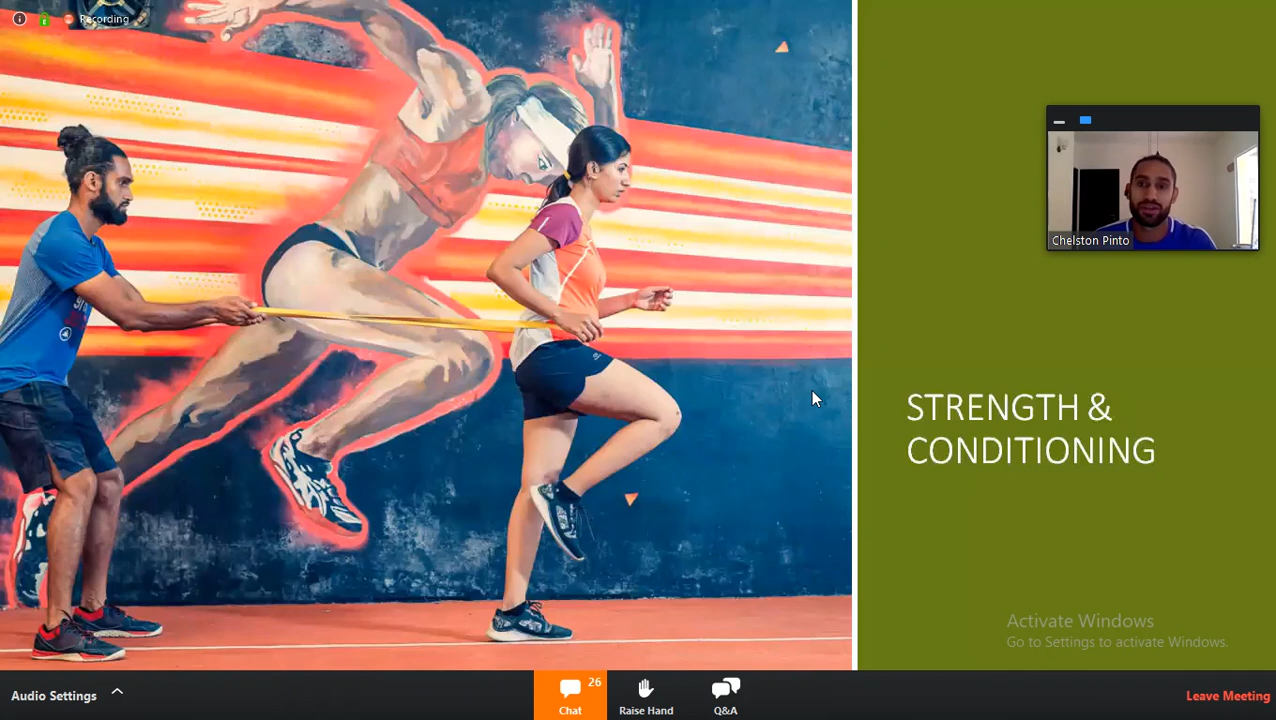 Recording
Chelston Pinto
STRENGTH &
CONDITIONING
Activate Windows
Go to Settings to activate Windows.
Audio Settings
26
Chat
Raise Hand
Q&A
Leave Meeting